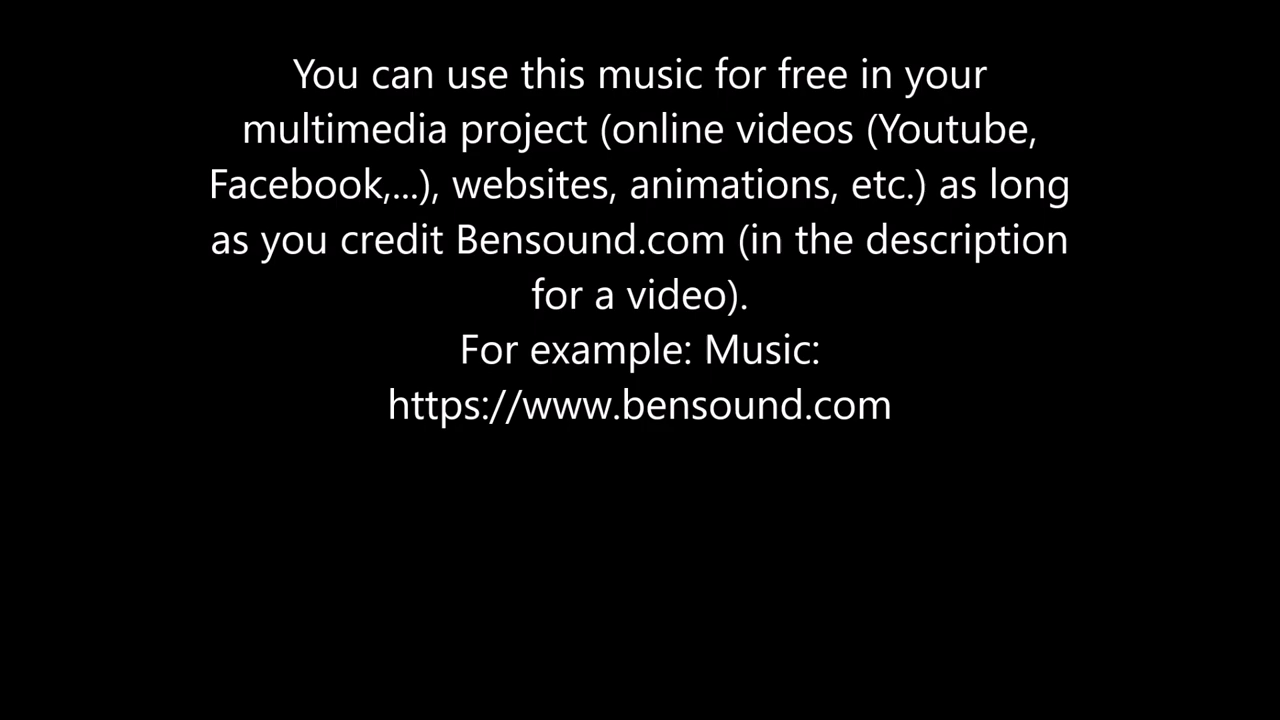 You can use this music for free in your
multimedia project (online videos (Youtube,
Facebook,...), websites, animations, etc.) as long
as you credit Bensound.com (in the description
for a video).
For example: Music:
https://www.bensound.com